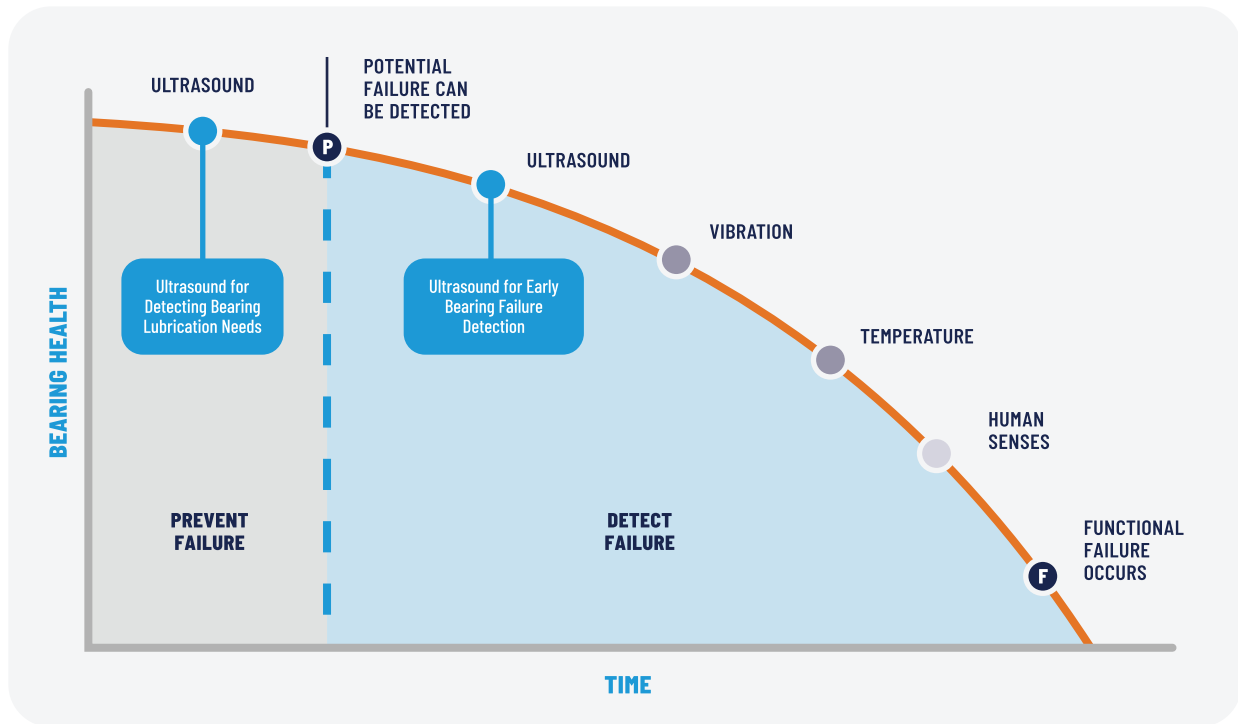 ULTRASOUND
POTENTIAL
FAILURE CAN
BE DETECTED
P
ULTRASOUND
VIBRATION
Ultrasound for
Detecting Bearing
Lubrication Needs
Ultrasound for Early
Bearing Failure
Detection
TEMPERATURE
HUMAN
SENSES
BEARING HEALTH
PREVENT
FAILURE
DETECT
FAILURE
FUNCTIONAL
FAILURE
OCCURS
F
TIME